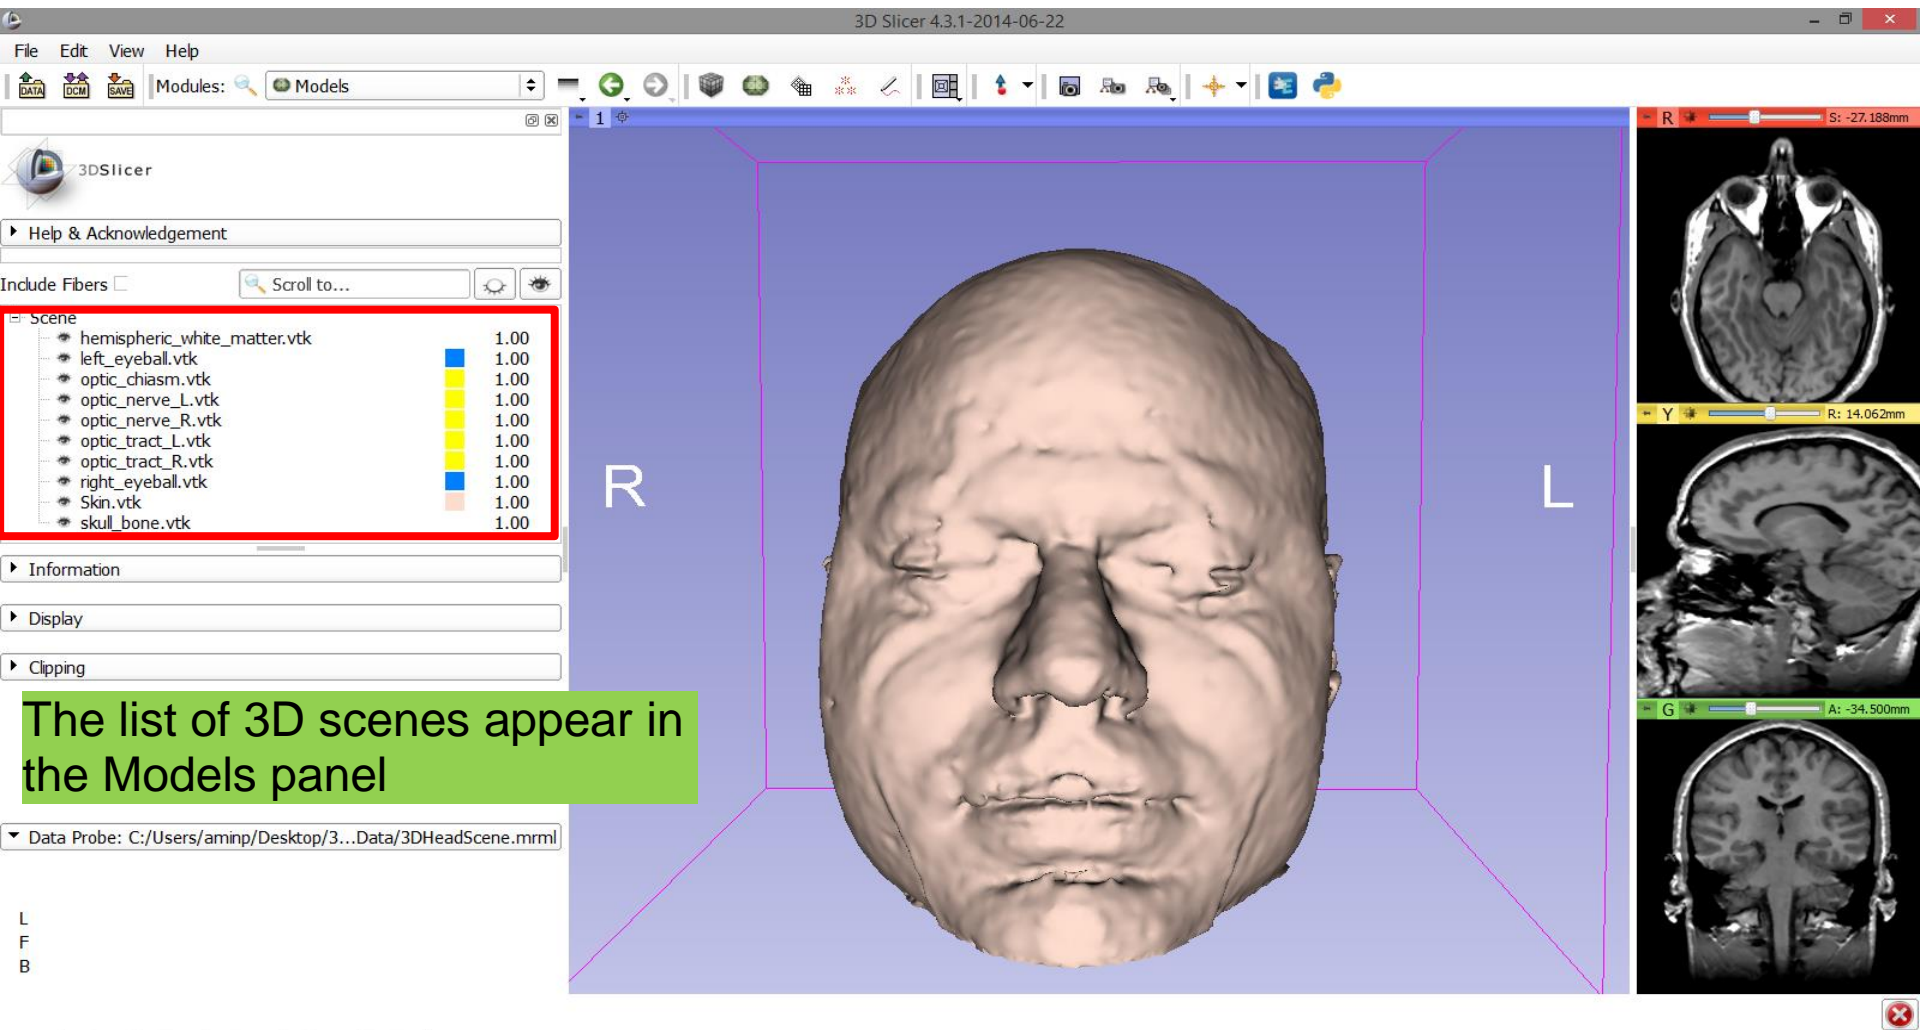 3D Slicer 4.3.1-2014-06-22
File Edit View Help
DATA DCM SAVE Modules: Models
1
3DSlicer
Help & Acknowledgement
Include Fibers Scroll to...
Scene
hemispheric_white_matter.vtk 1.00
left_eyeball.vtk 1.00
optic_chiasm.vtk 1.00
optic_nerve_L.vtk 1.00
optic_nerve_R.vtk 1.00
optic_tract_L.vtk 1.00
optic_tract_R.vtk 1.00
right_eyeball.vtk 1.00
Skin.vtk 1.00
skull_bone.vtk 1.00
Information
Display
Clipping
The list of 3D scenes appear in
the Models panel
Data Probe: C:/Users/aminp/Desktop/3...Data/3DHeadScene.mrml
L
F
B
R L
R S: -27.188mm
Y R: 14.062mm
G A: -34.500mm